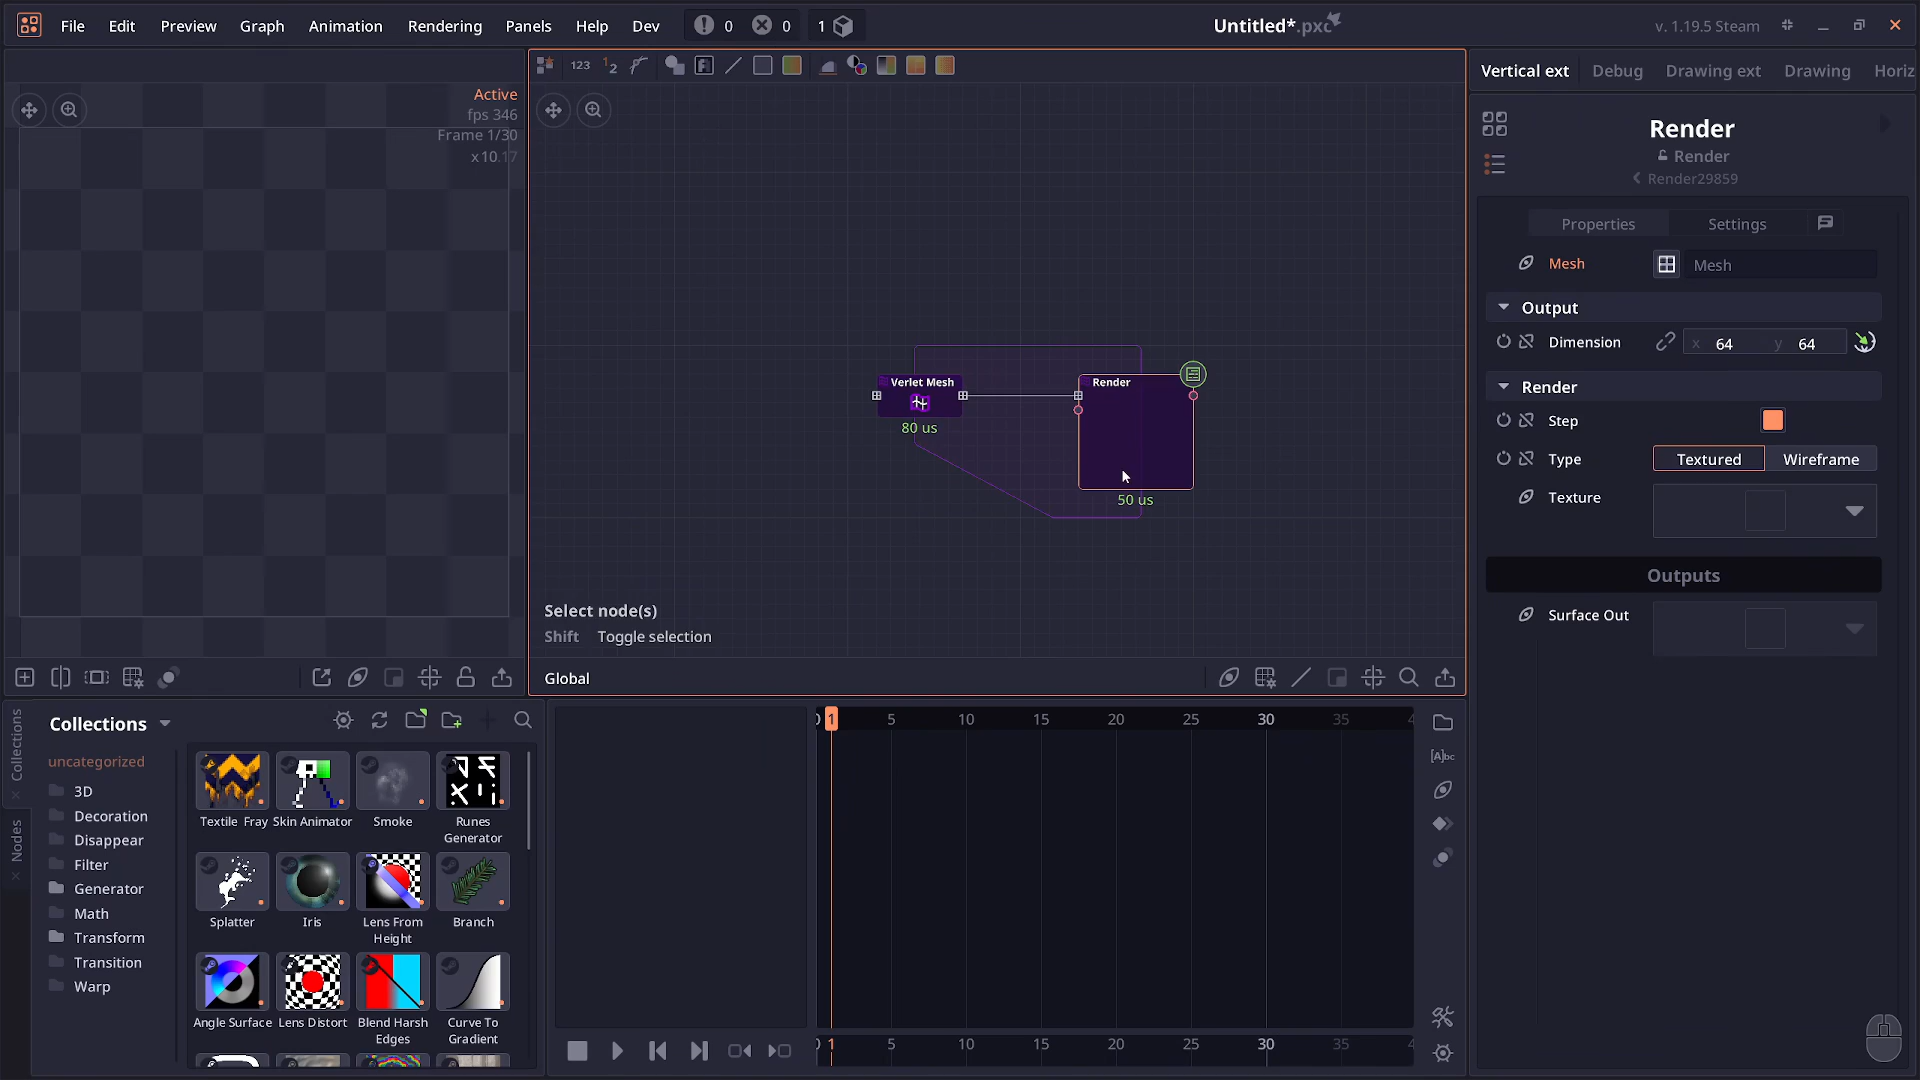 File Edit Preview Graph Animation Rendering Panels Help Dev 0 0 1
Untitled*.pxc
v. 1.19.5 Steam
Active
fps 346
Frame 1/30
x10.17
123
Verlet Mesh
80 us
Render
50 us
Select node(s)
Shift Toggle selection
Global
Vertical ext Debug Drawing ext Drawing Horiz
Render
Render
Render29859
Properties Settings
Mesh Mesh
Output
Dimension x 64 y 64
Render
Step
Type Textured Wireframe
Texture
Outputs
Surface Out
Collections
Nodes
Collections
uncategorized
3D
Decoration
Disappear
Filter
Generator
Math
Transform
Transition
Warp
Textile Fray Skin Animator Smoke Runes Generator
Splatter Iris Lens From Height Branch
Angle Surface Lens Distort Blend Harsh Edges Curve To Gradient
1 5 10 15 20 25 30 35
1 5 10 15 20 25 30 35
[A]bc